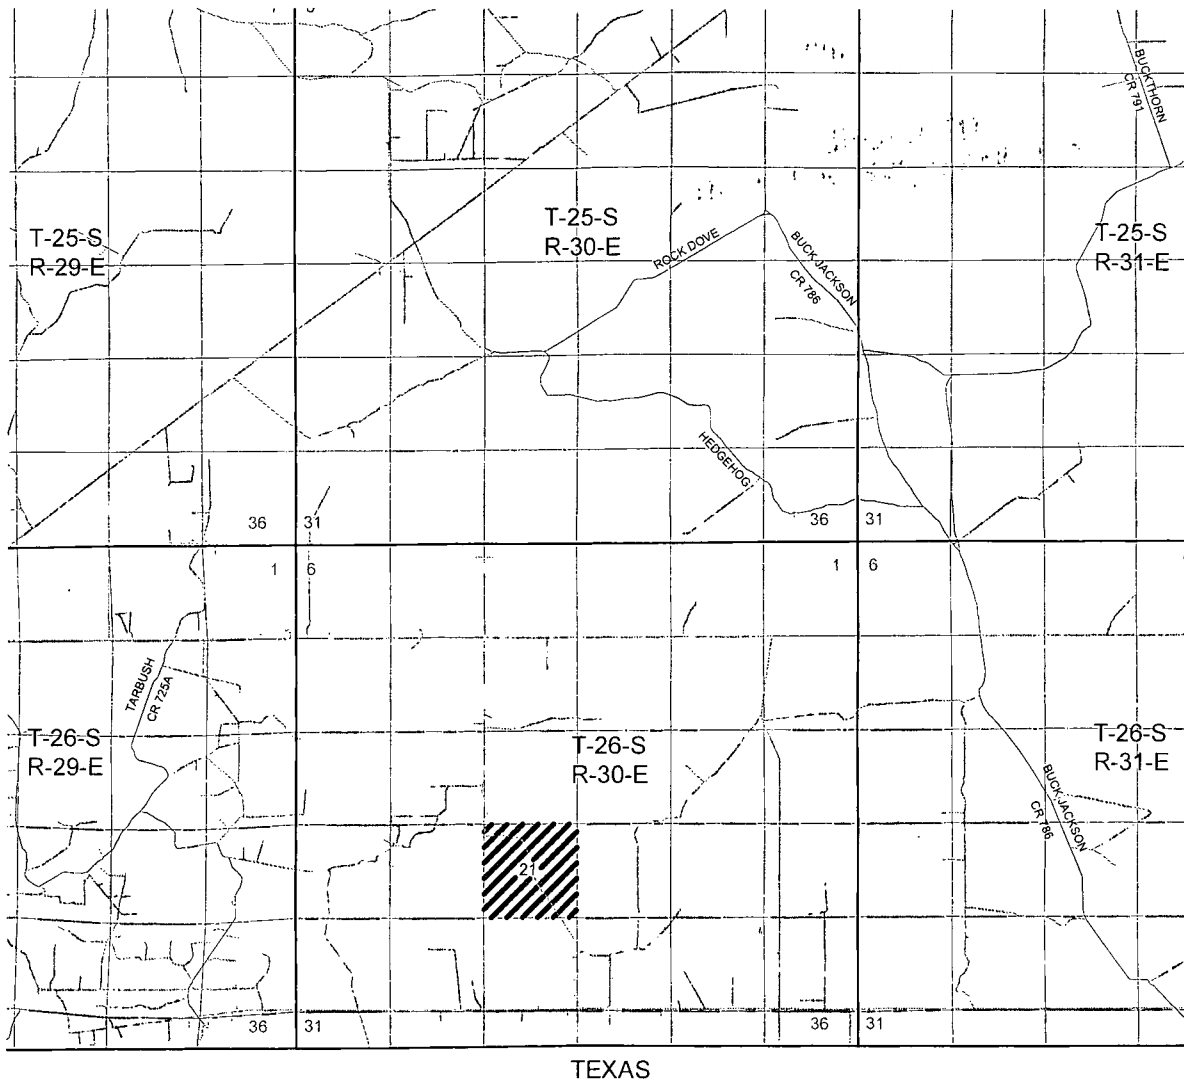 BUCKTHORN
CR 791
T-25-S
R-29-E
T-25-S
R-30-E
T-25-S
R-31-E
ROCK DOVE
BUCK JACKSON
CR 786
HEDGEHOG
36
31
36
31
1
6
1
6
TARBUSH
CR 725A
T-26-S
R-29-E
T-26-S
R-30-E
T-26-S
R-31-E
BUCK JACKSON
CR 786
21
36
31
36
31
TEXAS